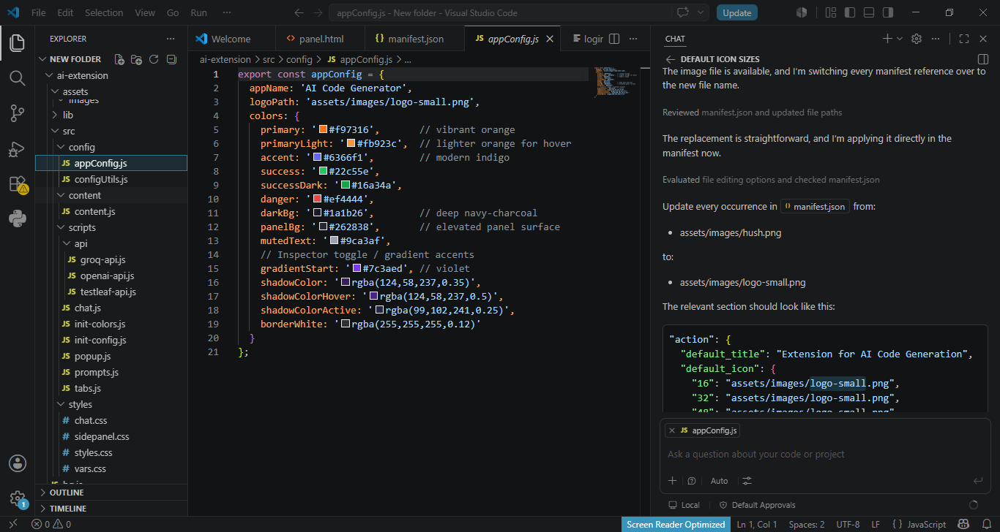 File Edit Selection View Go Run ··· appConfig.js - New folder - Visual Studio Code Update
EXPLORER ···
NEW FOLDER
ai-extension
assets
images
lib
src
config
JS appConfig.js
JS configUtils.js
content
JS content.js
scripts
api
JS groq-api.js
JS openai-api.js
JS testleaf-api.js
JS chat.js
JS init-colors.js
JS init-config.js
JS popup.js
JS prompts.js
JS tabs.js
styles
# chat.css
# sidepanel.css
# styles.css
# vars.css
OUTLINE
TIMELINE
1
Welcome <> panel.html {} manifest.json JS appConfig.js logir ···
ai-extension > src > config > JS appConfig.js > ...
1 export const appConfig = {
2 appName: 'AI Code Generator',
3 logoPath: 'assets/images/logo-small.png',
4 colors: {
5 primary: '#f97316', // vibrant orange
6 primaryLight: '#fb923c', // lighter orange for hover
7 accent: '#6366f1', // modern indigo
8 success: '#22c55e',
9 successDark: '#16a34a',
10 danger: '#ef4444',
11 darkBg: '#1a1b26', // deep navy-charcoal
12 panelBg: '#262838', // elevated panel surface
13 mutedText: '#9ca3af',
14 // Inspector toggle / gradient accents
15 gradientStart: '#7c3aed', // violet
16 shadowColor: 'rgba(124,58,237,0.35)',
17 shadowColorHover: 'rgba(124,58,237,0.5)',
18 shadowColorActive: 'rgba(99,102,241,0.25)',
19 borderWhite: 'rgba(255,255,255,0.12)'
20 }
21 };
CHAT
DEFAULT ICON SIZES
The image file is available, and I'm switching every manifest reference over to
the new file name.
Reviewed manifest.json and updated file paths
The replacement is straightforward, and I'm applying it directly in the
manifest now.
Evaluated file editing options and checked manifest.json
Update every occurrence in {} manifest.json from:
• assets/images/hush.png
to:
• assets/images/logo-small.png
The relevant section should look like this:
"action": {
"default_title": "Extension for AI Code Generation",
"default_icon": {
"16": "assets/images/logo-small.png",
"32": "assets/images/logo-small.png",
"48": "assets/images/logo-small.png"
JS appConfig.js
Ask a question about your code or project
Auto
Local Default Approvals
0 0 Screen Reader Optimized Ln 1, Col 1 Spaces: 2 UTF-8 LF {} JavaScript